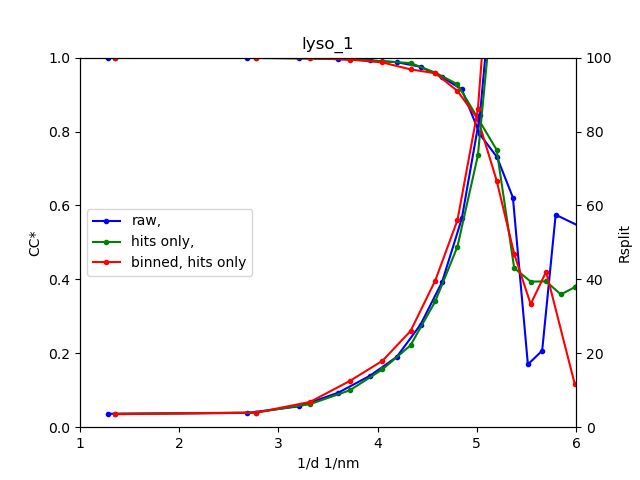 lyso_1
1.0
0.8
0.6
0.4
0.2
0.0
CC*
raw,
hits only,
binned, hits only
100
80
60
40
20
0
Rsplit
1 2 3 4 5 6
1/d 1/nm